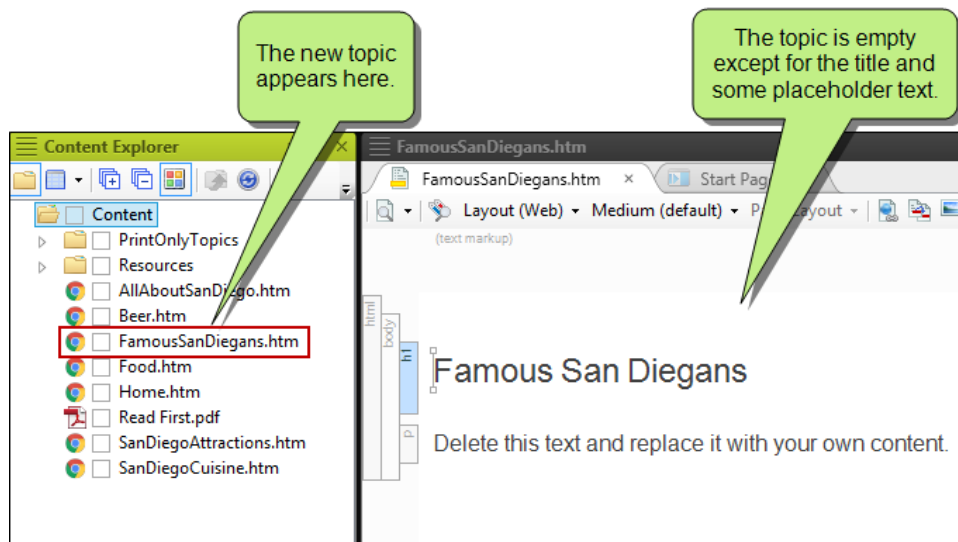 The new topic
appears here.
The topic is empty
except for the title and
some placeholder text.
Content Explorer
FamousSanDiegans.htm
FamousSanDiegans.htm
Start Pag
Layout (Web) Medium (default) P Layout
(text markup)
Content
PrintOnlyTopics
Resources
AllAboutSanDiego.htm
Beer.htm
FamousSanDiegans.htm
Food.htm
Home.htm
Read First.pdf
SanDiegoAttractions.htm
SanDiegoCuisine.htm
html
body
h1
Famous San Diegans
p
Delete this text and replace it with your own content.